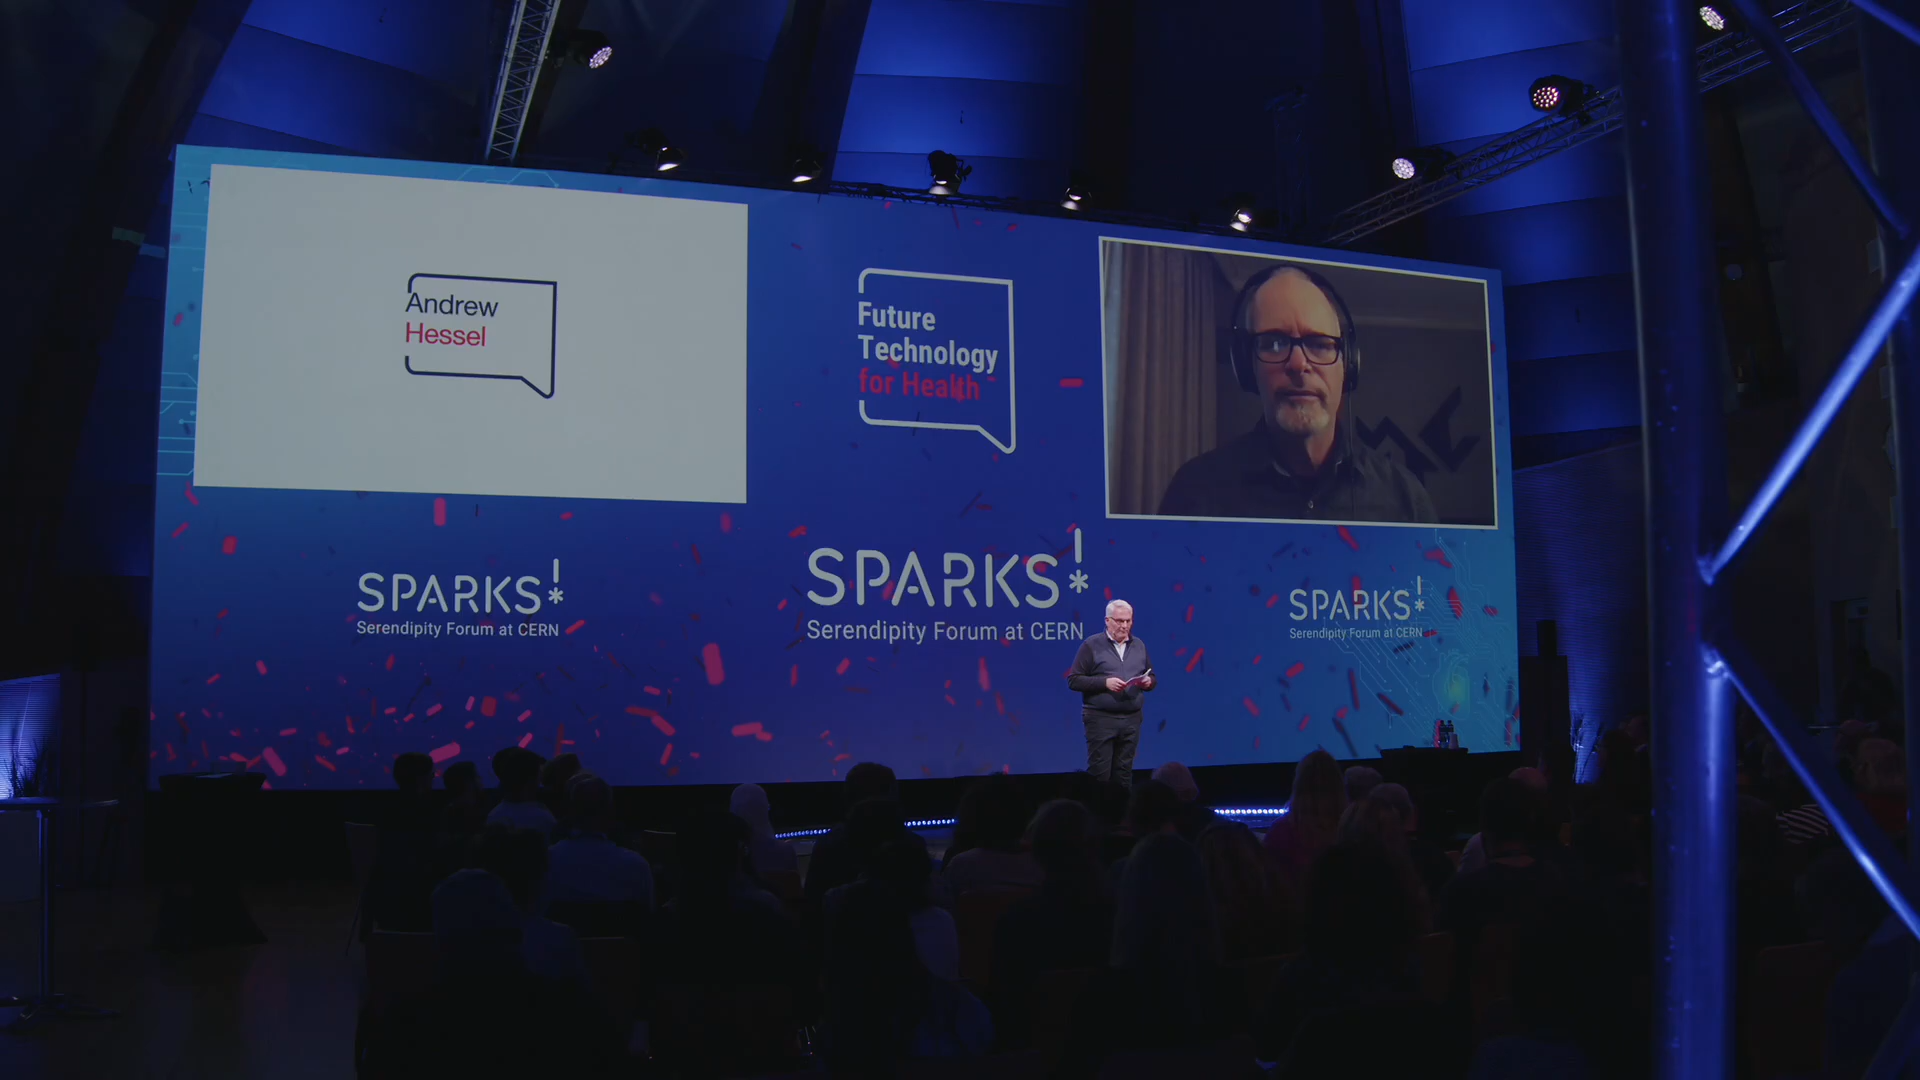 Andrew
Hessel
Future
Technology
for Health
SPARKS!
Serendipity Forum at CERN
SPARKS!
Serendipity Forum at CERN
SPARKS!
Serendipity Forum at CERN